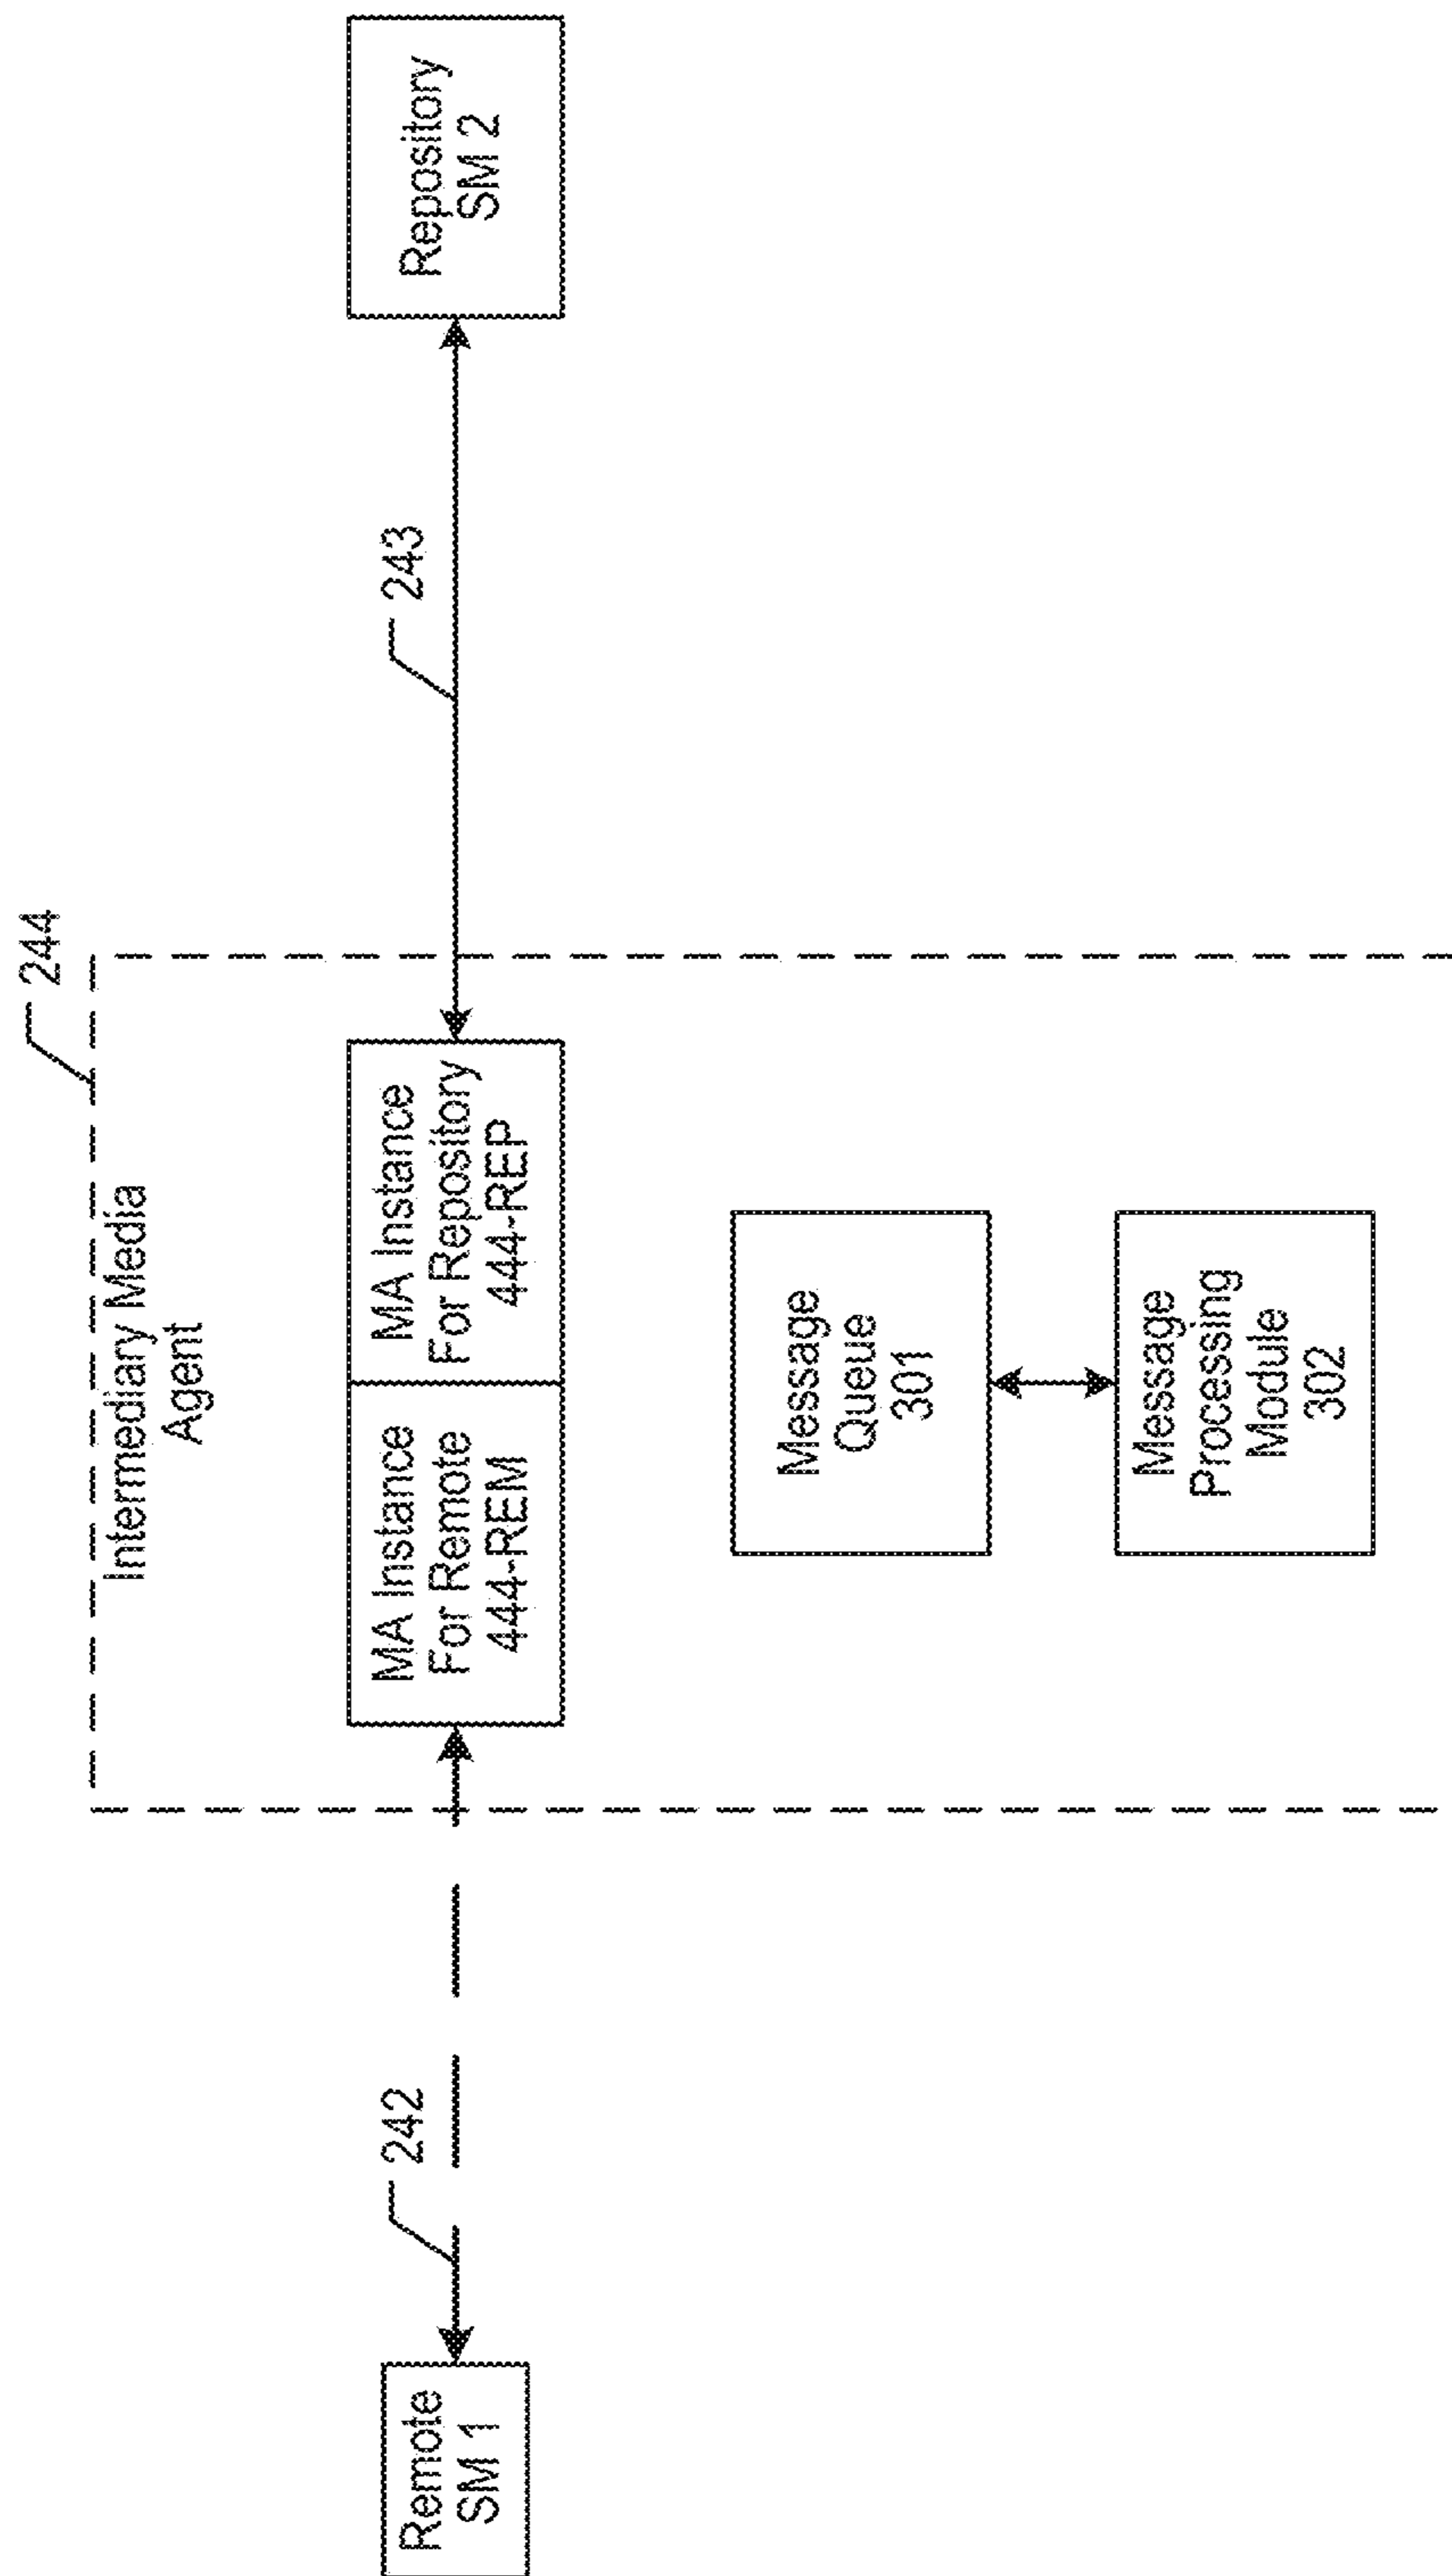 244
Intermediary Media
Agent
Remote
SM 1
242
MA Instance
For Remote
444-REM
MA Instance
For Repository
444-REP
243
Repository
SM 2
Message
Queue
301
Message
Processing
Module
302